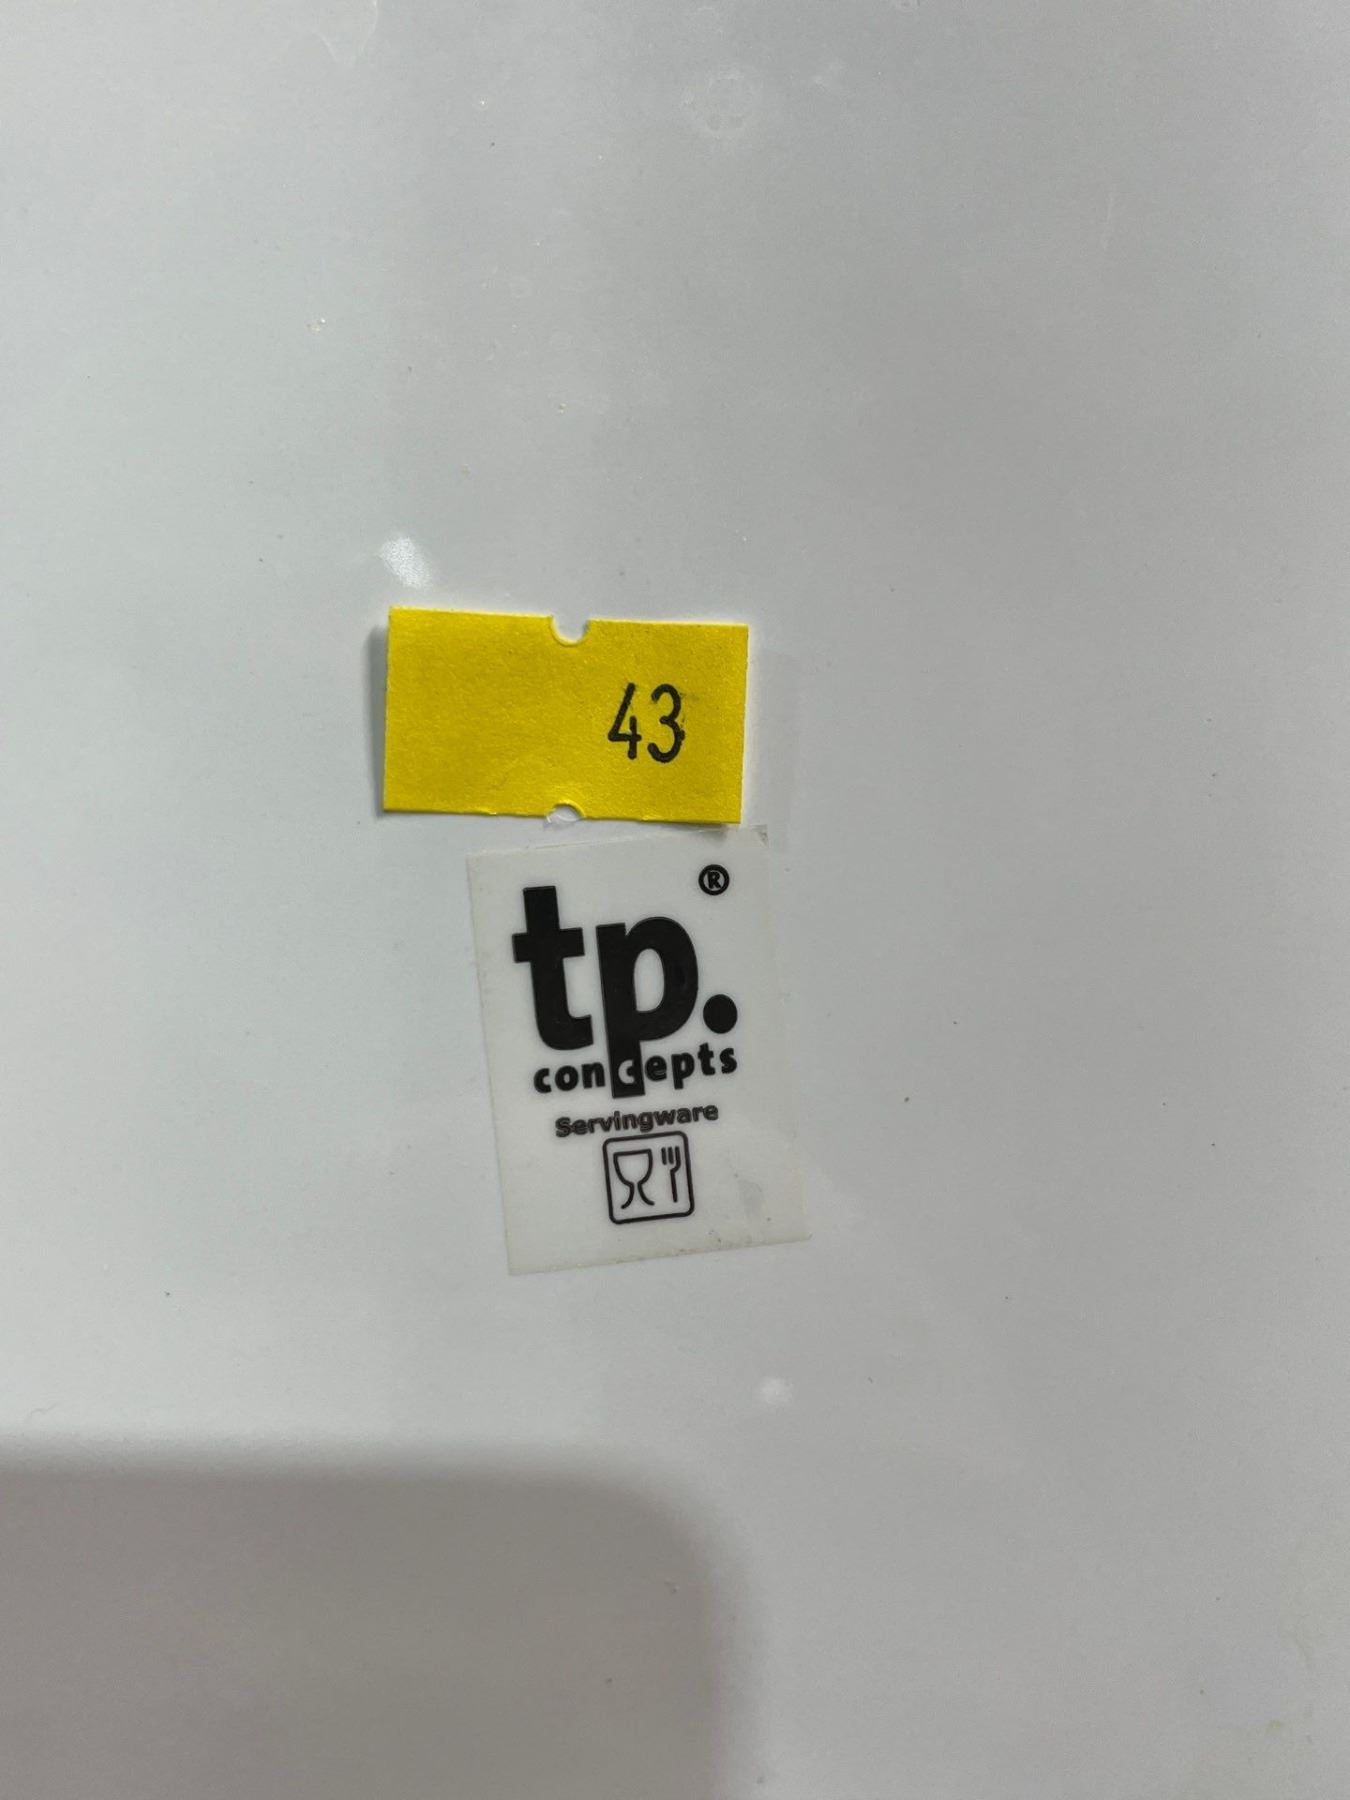 43
®
tp.
concepts
Servingware